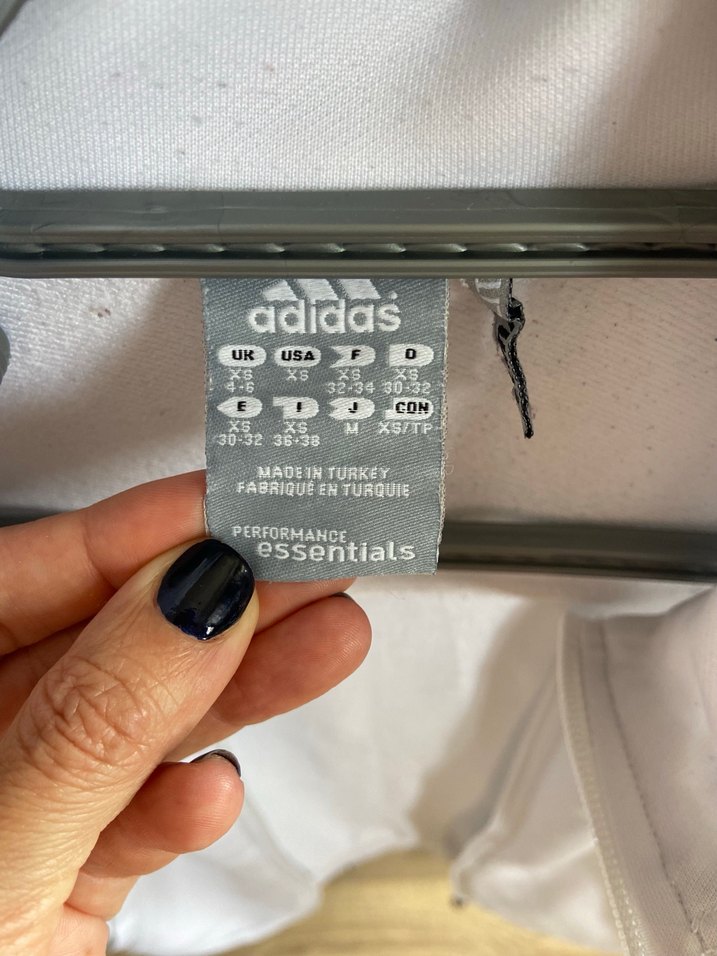 adidas
UK USA F D
XS XS XS XS
4-6 32-34 30-32
E I J CON
XS XS M XS/TP
30-32 36-38
MADE IN TURKEY
FABRIQUÉ EN TURQUIE
PERFORMANCE
essentials